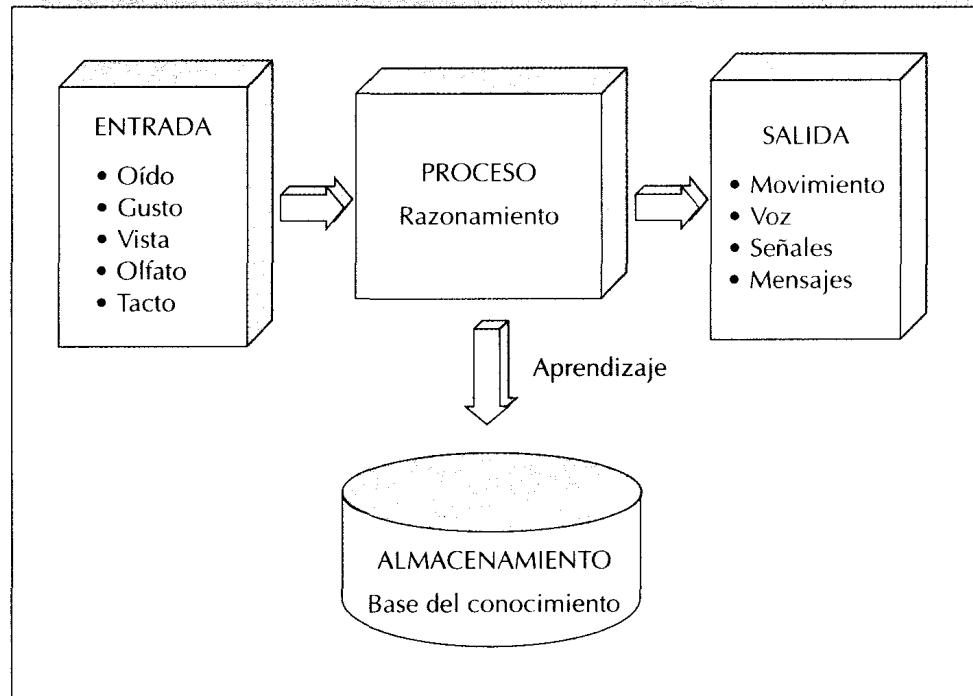 ENTRADA
• Oído
• Gusto
• Vista
• Olfato
• Tacto
PROCESO
Razonamiento
SALIDA
• Movimiento
• Voz
• Señales
• Mensajes
Aprendizaje
ALMACENAMIENTO
Base del conocimiento